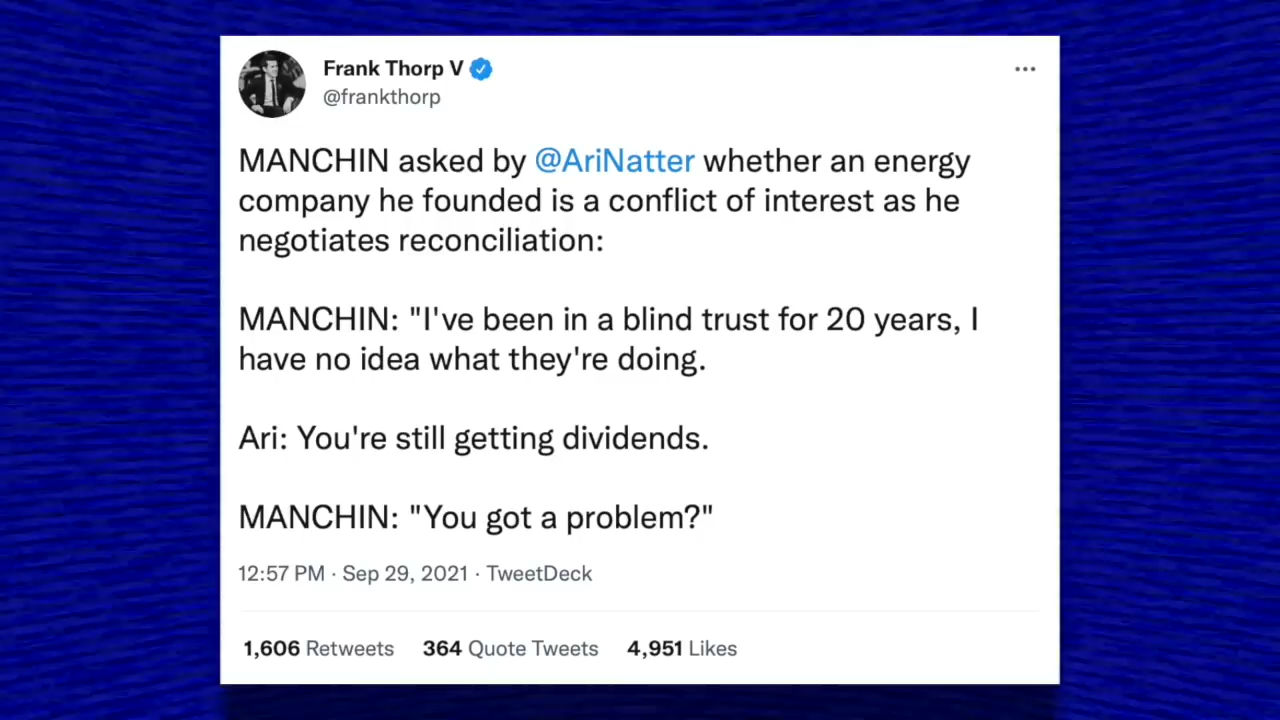 Frank Thorp V
@frankthorp
MANCHIN asked by @AriNatter whether an energy
company he founded is a conflict of interest as he
negotiates reconciliation:
MANCHIN: "I've been in a blind trust for 20 years, I
have no idea what they're doing.
Ari: You're still getting dividends.
MANCHIN: "You got a problem?"
12:57 PM · Sep 29, 2021 · TweetDeck
1,606 Retweets 364 Quote Tweets 4,951 Likes